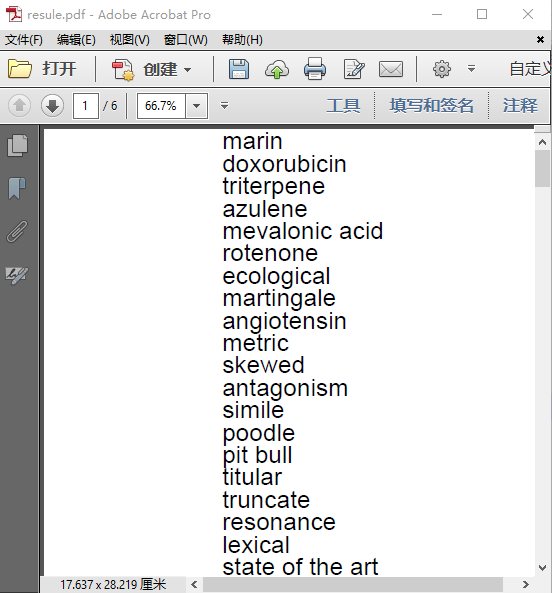 resule.pdf - Adobe Acrobat Pro
文件(F) 编辑(E) 视图(V) 窗口(W) 帮助(H)
打开 创建 自定义
1 / 6 66.7% 工具 填写和签名 注释
marin
doxorubicin
triterpene
azulene
mevalonic acid
rotenone
ecological
martingale
angiotensin
metric
skewed
antagonism
simile
poodle
pit bull
titular
truncate
resonance
lexical
state of the art
17.637 x 28.219 厘米